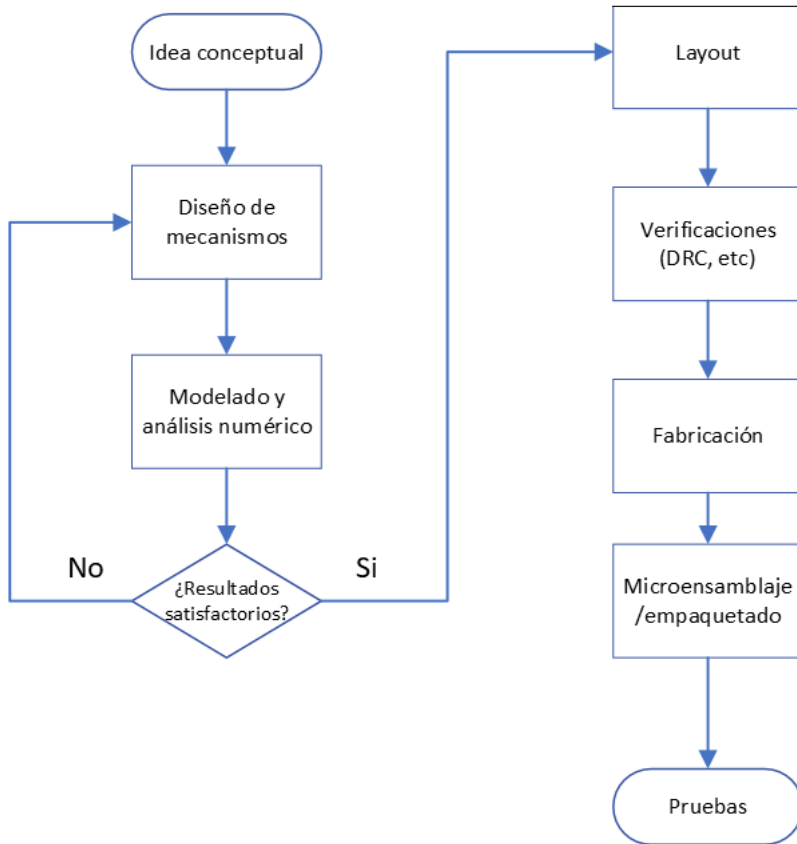 Idea conceptual
Diseño de
mecanismos
Modelado y
análisis numérico
¿Resultados
satisfactorios?
No
Si
Layout
Verificaciones
(DRC, etc)
Fabricación
Microensamblaje
/empaquetado
Pruebas